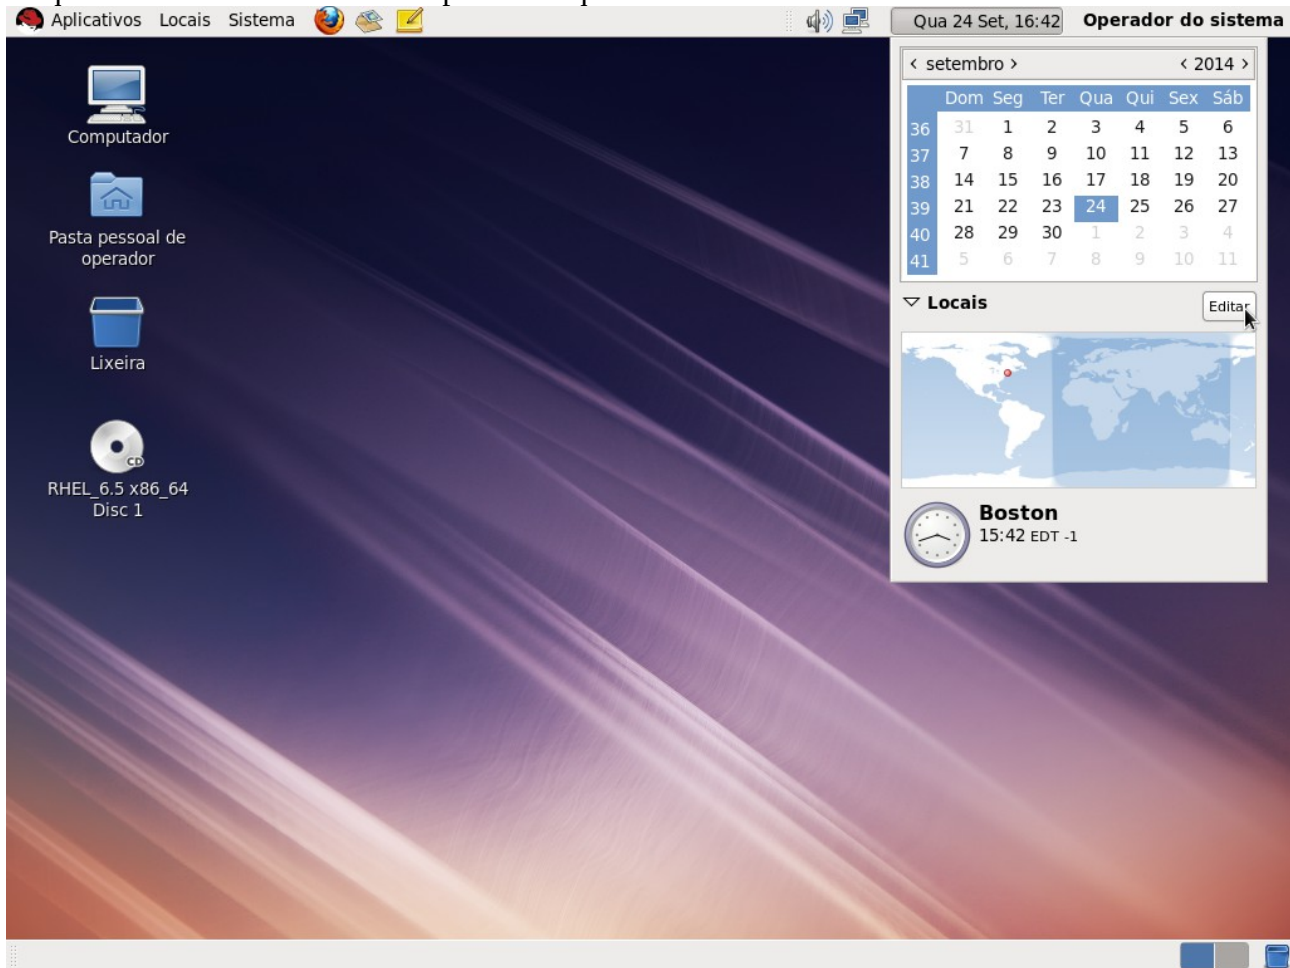 Aplicativos Locais Sistema Qua 24 Set, 16:42 Operador do sistema
‹ setembro › ‹ 2014 ›
Dom Seg Ter Qua Qui Sex Sáb
36 31 1 2 3 4 5 6
37 7 8 9 10 11 12 13
38 14 15 16 17 18 19 20
39 21 22 23 24 25 26 27
40 28 29 30 1 2 3 4
41 5 6 7 8 9 10 11
Locais Editar
Boston
15:42 EDT -1
Computador
Pasta pessoal de
operador
Lixeira
CD
RHEL_6.5 x86_64
Disc 1